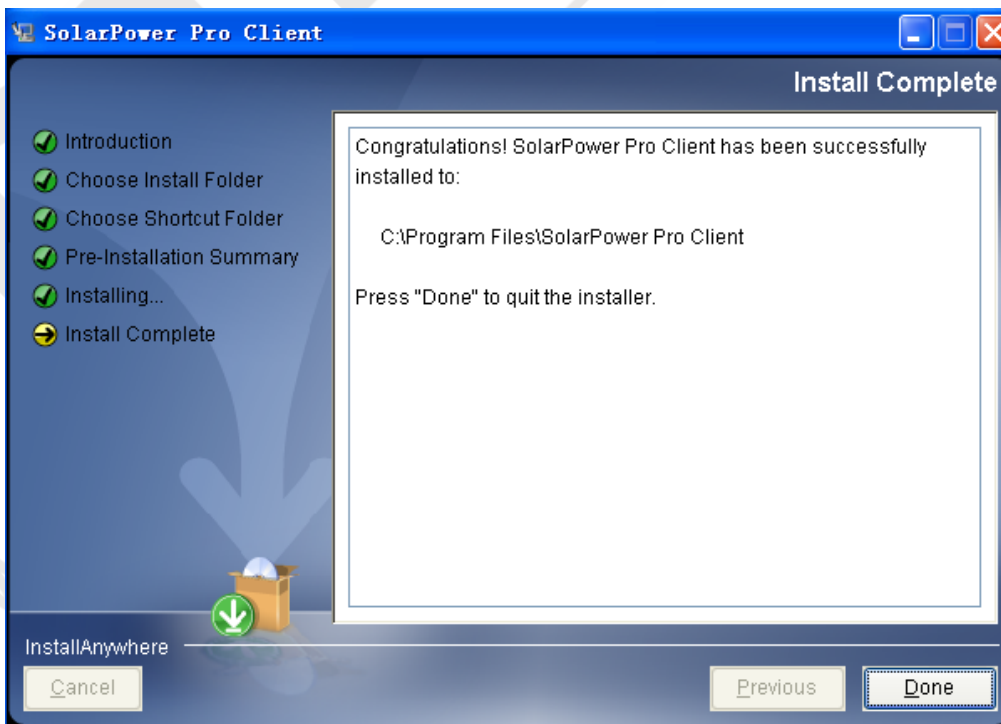 SolarPower Pro Client
Install Complete
Introduction
Choose Install Folder
Choose Shortcut Folder
Pre-Installation Summary
Installing...
Install Complete
Congratulations! SolarPower Pro Client has been successfully
installed to:
C:\Program Files\SolarPower Pro Client
Press "Done" to quit the installer.
InstallAnywhere
Cancel
Previous
Done